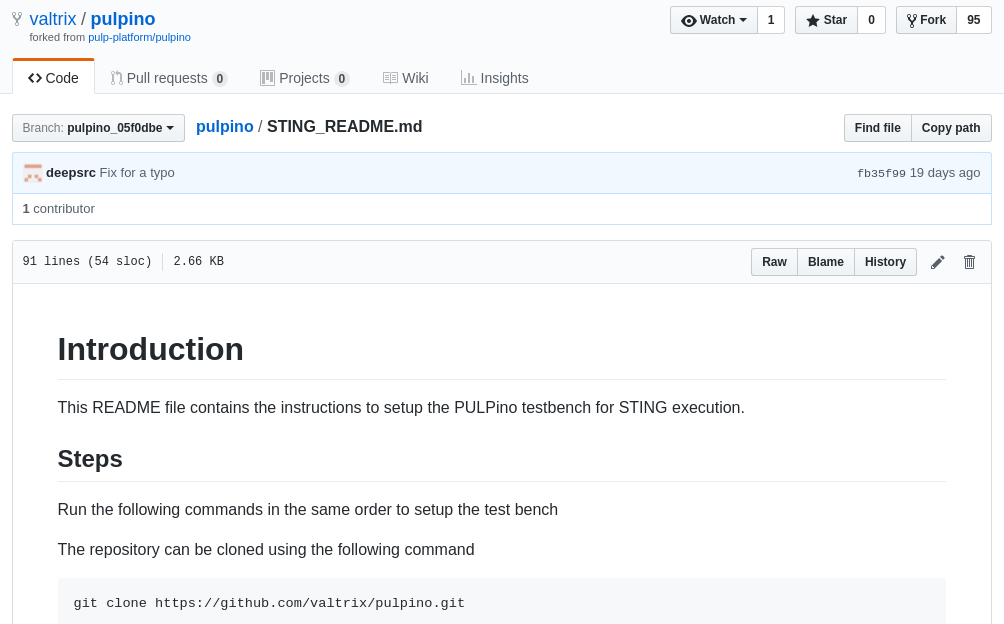 valtrix / pulpino
Watch 1 Star 0 Fork 95
forked from pulp-platform/pulpino
Code Pull requests 0 Projects 0 Wiki Insights
Branch: pulpino_05f0dbe pulpino / STING_README.md Find file Copy path
deepsrc Fix for a typo fb35f99 19 days ago
1 contributor
91 lines (54 sloc) 2.66 KB Raw Blame History
Introduction
This README file contains the instructions to setup the PULPino testbench for STING execution.
Steps
Run the following commands in the same order to setup the test bench
The repository can be cloned using the following command
git clone https://github.com/valtrix/pulpino.git